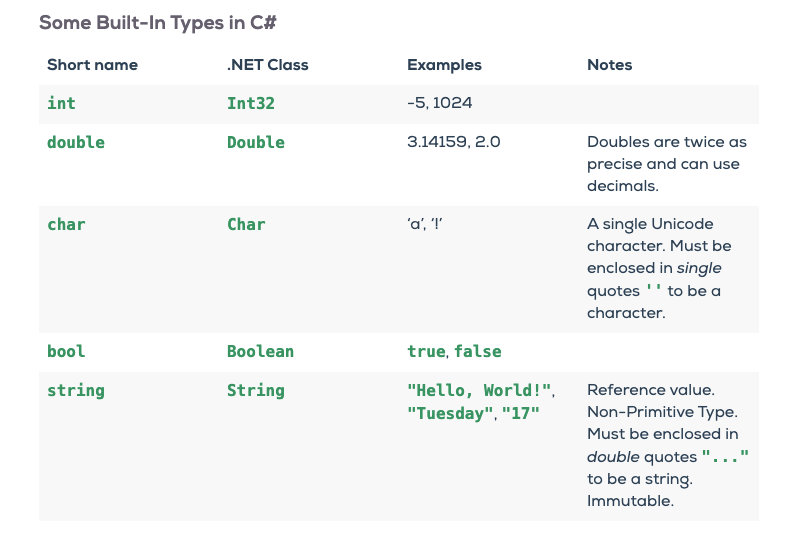 Some Built-In Types in C#
Short name .NET Class Examples Notes
int Int32 -5, 1024
double Double 3.14159, 2.0 Doubles are twice as
precise and can use
decimals.
char Char ‘a’, ‘!’ A single Unicode
character. Must be
enclosed in single
quotes ' ' to be a
character.
bool Boolean true, false
string String "Hello, World!", Reference value.
"Tuesday", "17" Non-Primitive Type.
Must be enclosed in
double quotes "..."
to be a string.
Immutable.